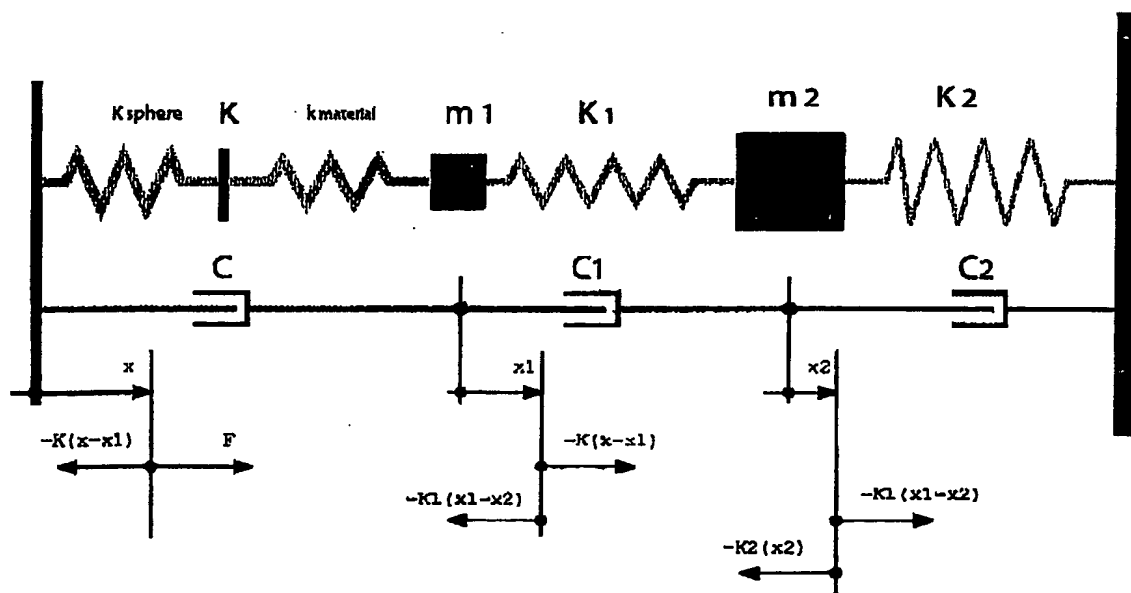 K sphere K k material m 1 K 1 m 2 K 2
C C1 C2
x x1 x2
-K(x-x1) F -K(x-x1)
-K1(x1-x2) -K1(x1-x2)
-K2(x2)